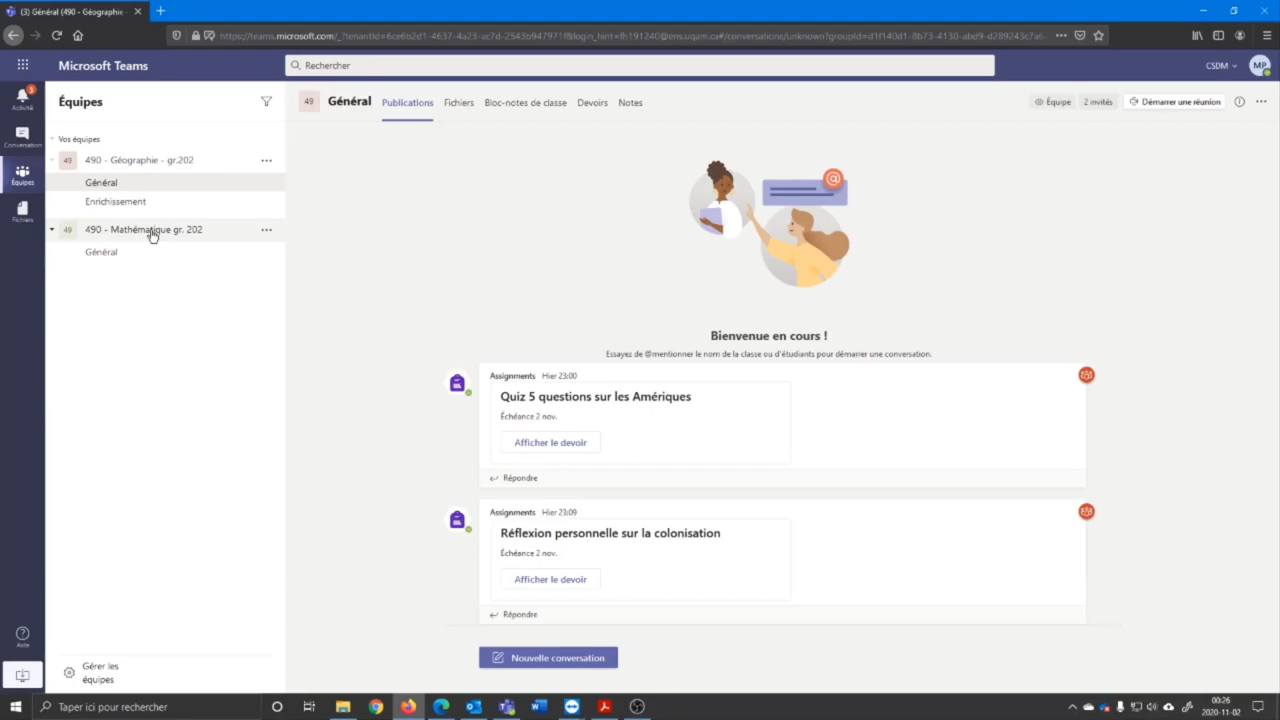 (3) Général (490 - Géographie -
Microsoft Teams
Rechercher
CSDM
MP
3
Activité
Conversation
Équipes
Fichiers
Aide
Équipes
Vos équipes
49
490 - Géographie - gr.202
Général
Enrichissement
49
490 - Mathématique gr. 202
Général
Gérer les
équipes
49
Général
Publications
Fichiers
Bloc-notes de classe
Devoirs
Notes
Équipe
2 invités
Démarrer une réunion
Bienvenue en cours !
Essayez de @mentionner le nom de la classe ou d'étudiants pour démarrer une conversation.
Assignments Hier 23:00
Quiz 5 questions sur les Amériques
Échéance 2 nov.
Afficher le devoir
Répondre
Assignments Hier 23:09
Réflexion personnelle sur la colonisation
Échéance 2 nov.
Afficher le devoir
Répondre
Nouvelle conversation
Taper ici pour rechercher
00:26
2020-11-02